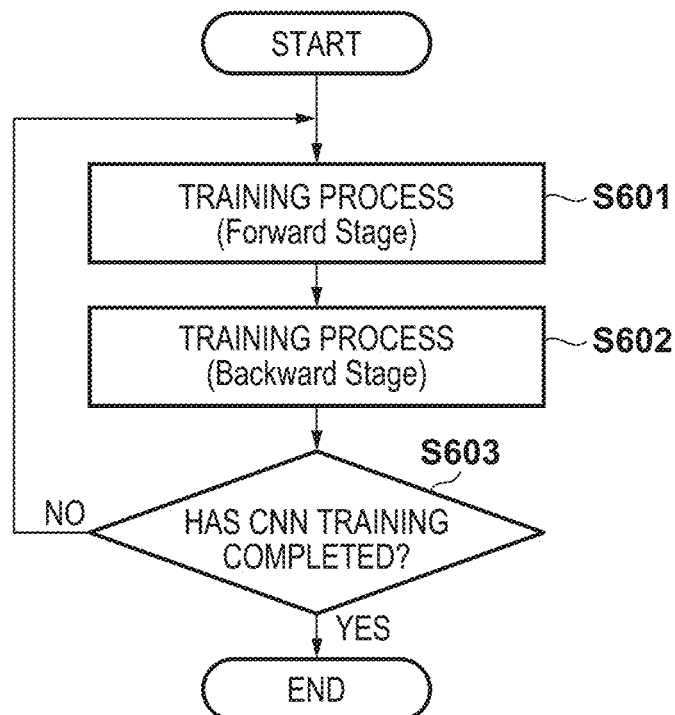 START
TRAINING PROCESS
(Forward Stage)
S601
TRAINING PROCESS
(Backward Stage)
S602
S603
HAS CNN TRAINING
COMPLETED?
NO
YES
END